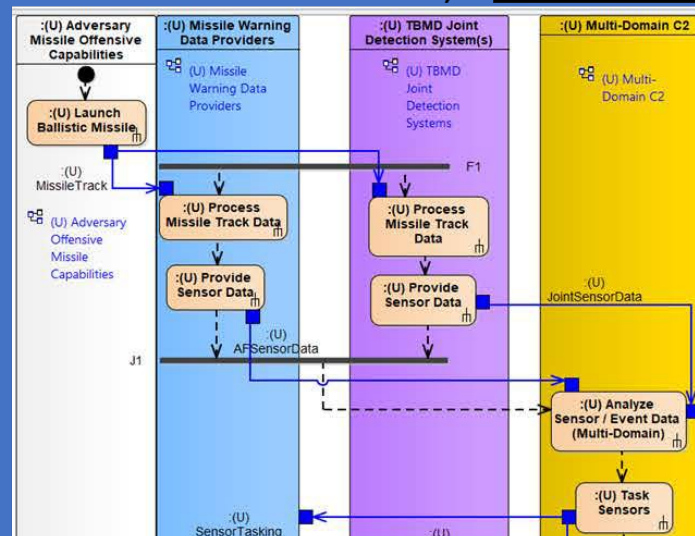 :(U) Adversary
Missile Offensive
Capabilities
:(U) Missile Warning
Data Providers
:(U) TBMD Joint
Detection System(s)
:(U) Multi-Domain C2
(U) Missile
Warning Data
Providers
(U) TBMD
Joint
Detection
Systems
(U) Multi-
Domain C2
:(U) Launch
Ballistic Missile
F1
:(U)
MissileTrack
:(U) Process
Missile Track Data
:(U) Process
Missile Track
Data
(U) Adversary
Offensive
Missile
Capabilities
:(U) Provide
Sensor Data
:(U) Provide
Sensor Data
:(U)
JointSensorData
:(U)
AFSensorData
J1
:(U) Analyze
Sensor / Event Data
(Multi-Domain)
:(U) Task
Sensors
:(U)
SensorTasking
:(U)